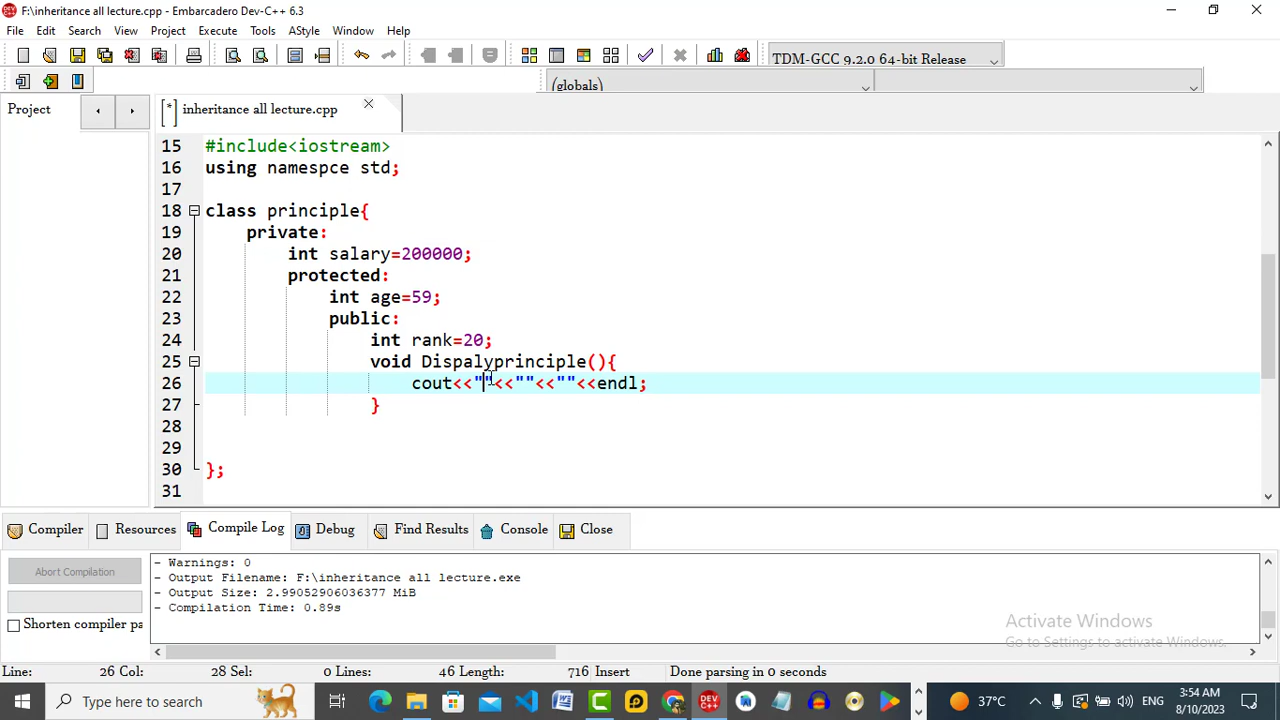 F:\inheritance all lecture.cpp - Embarcadero Dev-C++ 6.3
File Edit Search View Project Execute Tools AStyle Window Help
TDM-GCC 9.2.0 64-bit Release
(globals)
Project
[*] inheritance all lecture.cpp
15 #include<iostream>
16 using namespce std;
17
18 class principle{
19 private:
20 int salary=200000;
21 protected:
22 int age=59;
23 public:
24 int rank=20;
25 void Dispalyprinciple(){
26 cout<<""<<""<<""<<endl;
27 }
28
29
30 };
31
Compiler Resources Compile Log Debug Find Results Console Close
Abort Compilation
Shorten compiler pa
- Warnings: 0
- Output Filename: F:\inheritance all lecture.exe
- Output Size: 2.99052906036377 MiB
- Compilation Time: 0.89s
Activate Windows
Go to Settings to activate Windows.
Line: 26 Col: 28 Sel: 0 Lines: 46 Length: 716 Insert Done parsing in 0 seconds
Type here to search
37°C
ENG
3:54 AM
8/10/2023